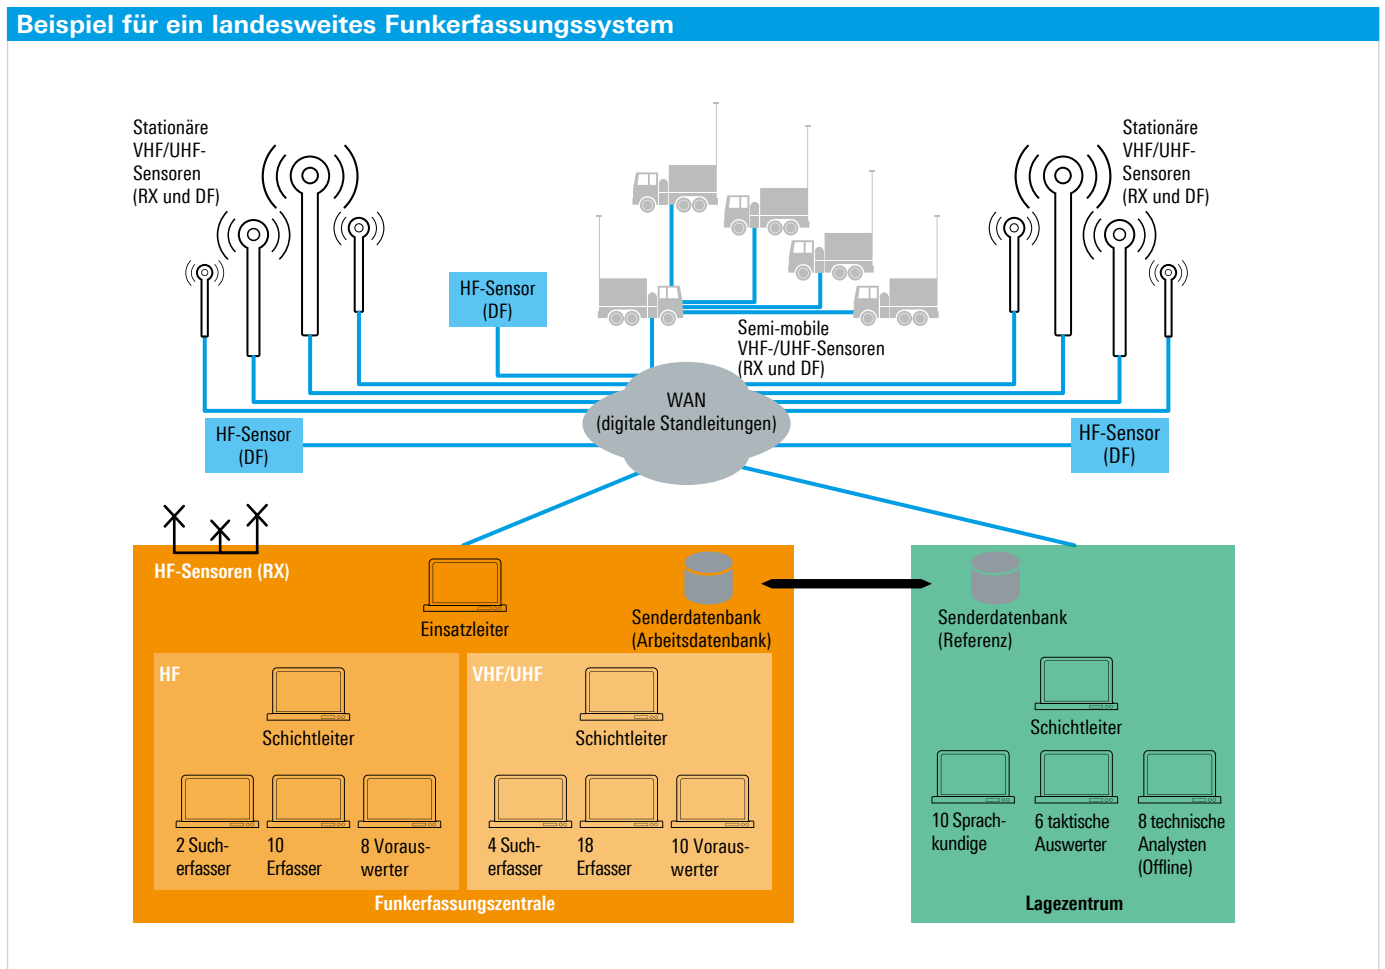 Beispiel für ein landesweites Funkerfassungssystem
Stationäre
VHF/UHF-
Sensoren
(RX und DF)
Stationäre
VHF/UHF-
Sensoren
(RX und DF)
HF-Sensor
(DF)
Semi-mobile
VHF-/UHF-Sensoren
(RX und DF)
WAN
(digitale Standleitungen)
HF-Sensor
(DF)
HF-Sensor
(DF)
HF-Sensoren (RX)
Einsatzleiter
Senderdatenbank
(Arbeitsdatenbank)
Senderdatenbank
(Referenz)
HF
Schichtleiter
2 Such-
erfasser
10
Erfasser
8 Voraus-
werter
VHF/UHF
Schichtleiter
4 Such-
erfasser
18
Erfasser
10 Voraus-
werter
Funkerfassungszentrale
Schichtleiter
10 Sprach-
kundige
6 taktische
Auswerter
8 technische
Analysten
(Offline)
Lagezentrum